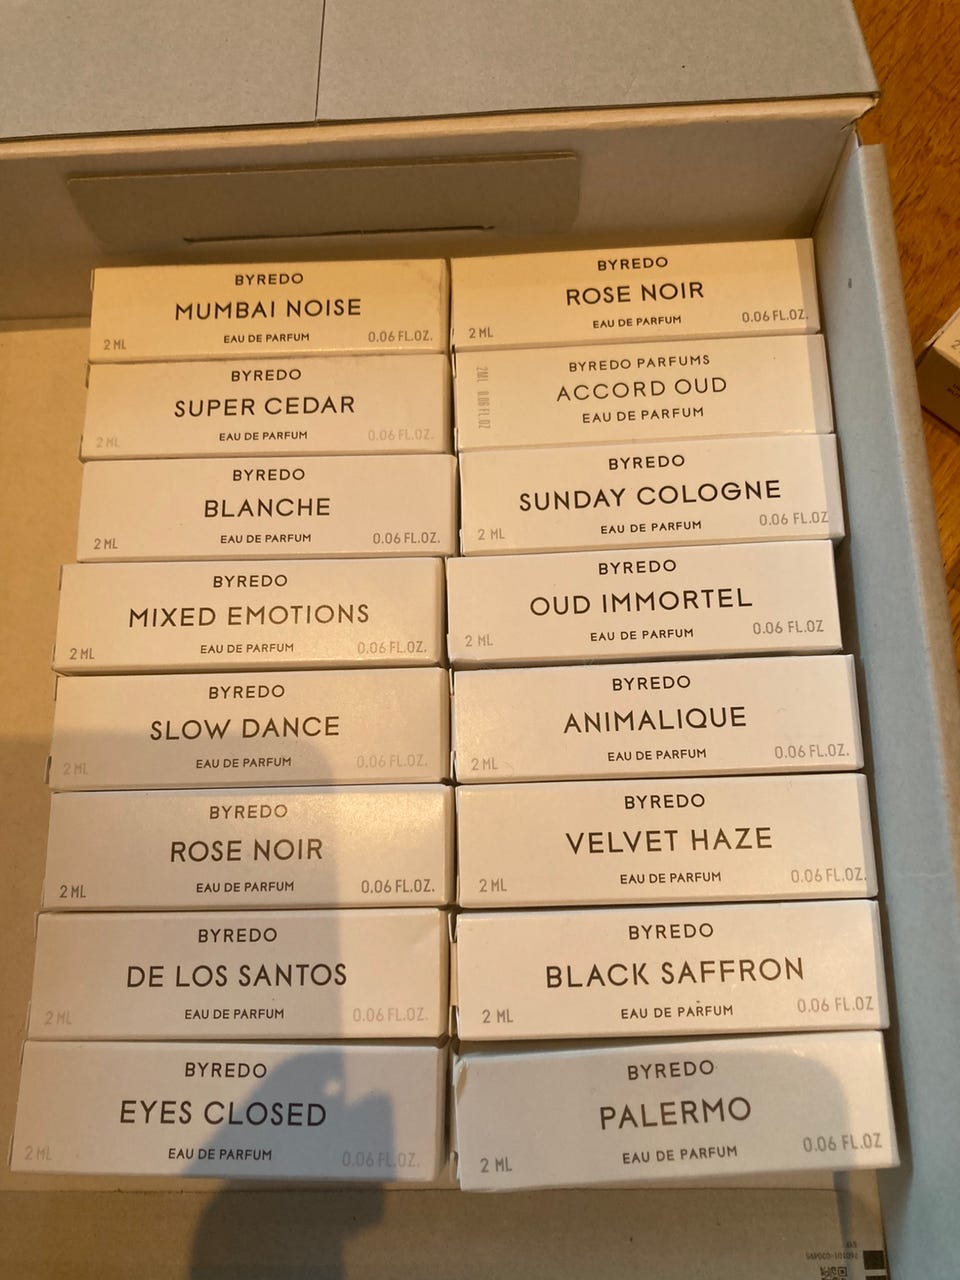 BYREDO
MUMBAI NOISE
2 ML EAU DE PARFUM 0.06 FL.OZ.
BYREDO
ROSE NOIR
2 ML EAU DE PARFUM 0.06 FL.OZ.
BYREDO
SUPER CEDAR
2 ML EAU DE PARFUM 0.06 FL.OZ.
BYREDO PARFUMS
ACCORD OUD
EAU DE PARFUM
2ML 0.06 FL.OZ
BYREDO
BLANCHE
2 ML EAU DE PARFUM 0.06 FL.OZ.
BYREDO
SUNDAY COLOGNE
2 ML EAU DE PARFUM 0.06 FL.OZ
BYREDO
MIXED EMOTIONS
2 ML EAU DE PARFUM 0.06 FL.OZ.
BYREDO
OUD IMMORTEL
2 ML EAU DE PARFUM 0.06 FL.OZ
BYREDO
SLOW DANCE
2 ML EAU DE PARFUM 0.06 FL.OZ.
BYREDO
ANIMALIQUE
2 ML EAU DE PARFUM 0.06 FL.OZ.
BYREDO
ROSE NOIR
2 ML EAU DE PARFUM 0.06 FL.OZ.
BYREDO
VELVET HAZE
2 ML EAU DE PARFUM 0.06 FL.OZ.
BYREDO
DE LOS SANTOS
2 ML EAU DE PARFUM 0.06 FL.OZ.
BYREDO
BLACK SAFFRON
2 ML EAU DE PARFUM 0.06 FL.OZ
BYREDO
EYES CLOSED
2 ML EAU DE PARFUM 0.06 FL.OZ.
BYREDO
PALERMO
2 ML EAU DE PARFUM 0.06 FL.OZ